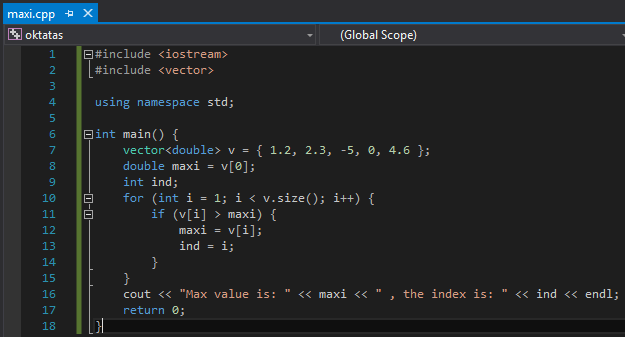 maxi.cpp
oktatas (Global Scope)
1 #include <iostream>
2 #include <vector>
3
4 using namespace std;
5
6 int main() {
7 vector<double> v = { 1.2, 2.3, -5, 0, 4.6 };
8 double maxi = v[0];
9 int ind;
10 for (int i = 1; i < v.size(); i++) {
11 if (v[i] > maxi) {
12 maxi = v[i];
13 ind = i;
14 }
15 }
16 cout << "Max value is: " << maxi << " , the index is: " << ind << endl;
17 return 0;
18 }